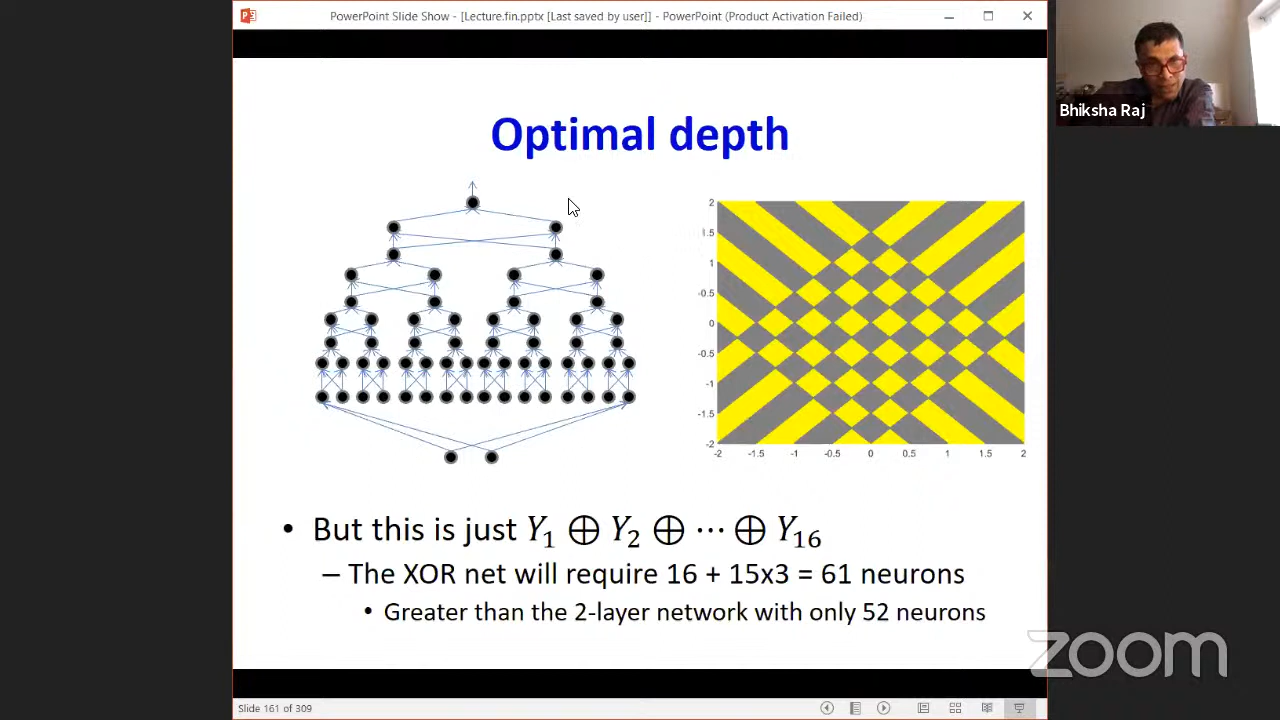 PowerPoint Slide Show - [Lecture.fin.pptx [Last saved by user]] - PowerPoint (Product Activation Failed)
Bhiksha Raj
Optimal depth
2
1.5
1
0.5
0
-0.5
-1
-1.5
-2
-2 -1.5 -1 -0.5 0 0.5 1 1.5 2
• But this is just Y₁ ⊕ Y₂ ⊕ ⋯ ⊕ Y₁₆
– The XOR net will require 16 + 15x3 = 61 neurons
• Greater than the 2-layer network with only 52 neurons
zoom
Slide 161 of 309